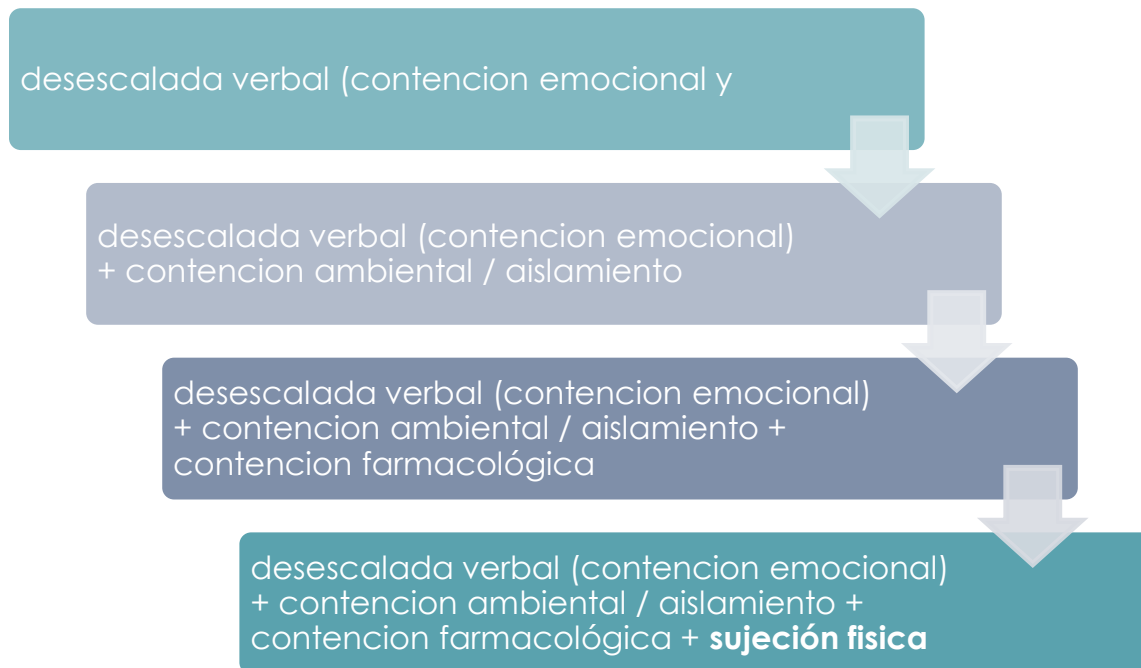 desescalada verbal (contencion emocional y
desescalada verbal (contencion emocional)
+ contencion ambiental / aislamiento
desescalada verbal (contencion emocional)
+ contencion ambiental / aislamiento +
contencion farmacológica
desescalada verbal (contencion emocional)
+ contencion ambiental / aislamiento +
contencion farmacológica + sujeción fisica